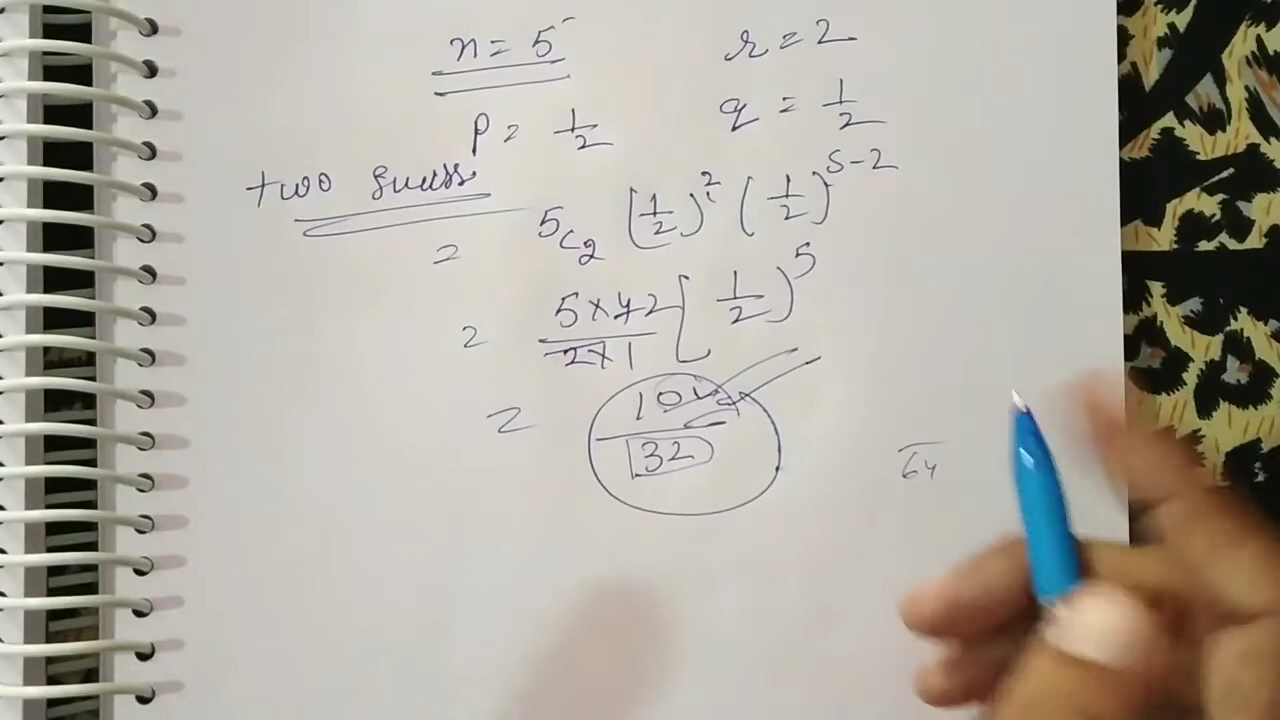 n = 5 r = 2
p = 1/2 q = 1/2
two guess
= 5C2 (1/2)^2 (1/2)^5-2
= 5×42/2×1 [1/2)^5
= 10/32
64